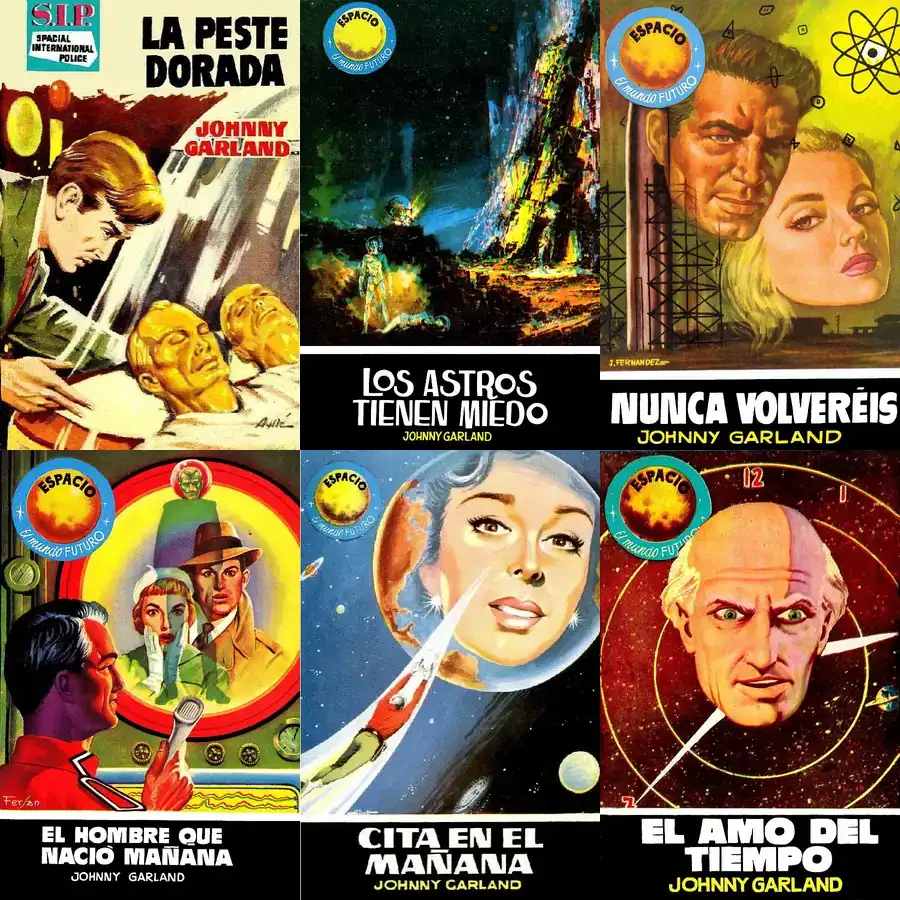 S.I.P.
SPACIAL
INTERNATIONAL
POLICE
LA PESTE
DORADA
JOHNNY
GARLAND
AYNÉ
ESPACIO
El mundo FUTURO
LOS ASTROS
TIENEN MIEDO
JOHNNY GARLAND
ESPACIO
El mundo FUTURO
J. FERNANDEZ
NUNCA VOLVERÉIS
JOHNNY GARLAND
ESPACIO
El mundo FUTURO
Fersan
EL HOMBRE QUE
NACIÓ MAÑANA
JOHNNY GARLAND
ESPACIO
El mundo FUTURO
CITA EN EL
MAÑANA
JOHNNY GARLAND
ESPACIO
El mundo FUTURO
12
1
7
EL AMO DEL
TIEMPO
JOHNNY GARLAND